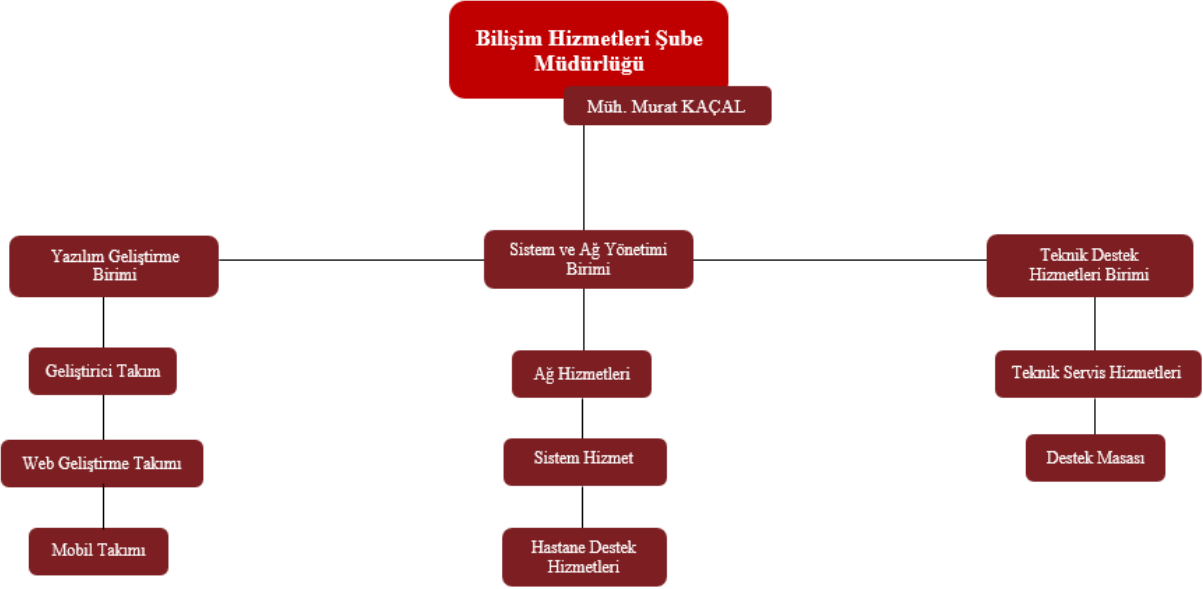 Bilişim Hizmetleri Şube
Müdürlüğü
Müh. Murat KAÇAL
Yazılım Geliştirme
Birimi
Sistem ve Ağ Yönetimi
Birimi
Teknik Destek
Hizmetleri Birimi
Geliştirici Takım
Ağ Hizmetleri
Teknik Servis Hizmetleri
Web Geliştirme Takımı
Sistem Hizmet
Destek Masası
Mobil Takımı
Hastane Destek
Hizmetleri